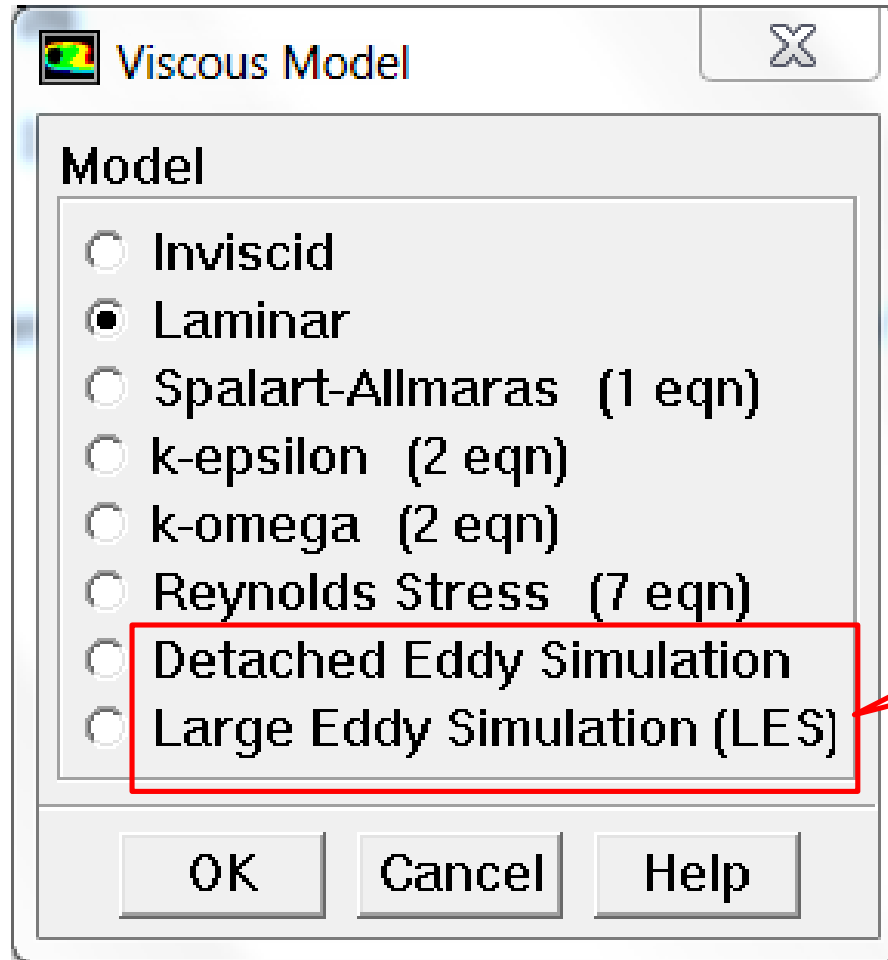 Viscous Model
Model
Inviscid
Laminar
Spalart-Allmaras (1 eqn)
k-epsilon (2 eqn)
k-omega (2 eqn)
Reynolds Stress (7 eqn)
Detached Eddy Simulation
Large Eddy Simulation (LES)
OK Cancel Help